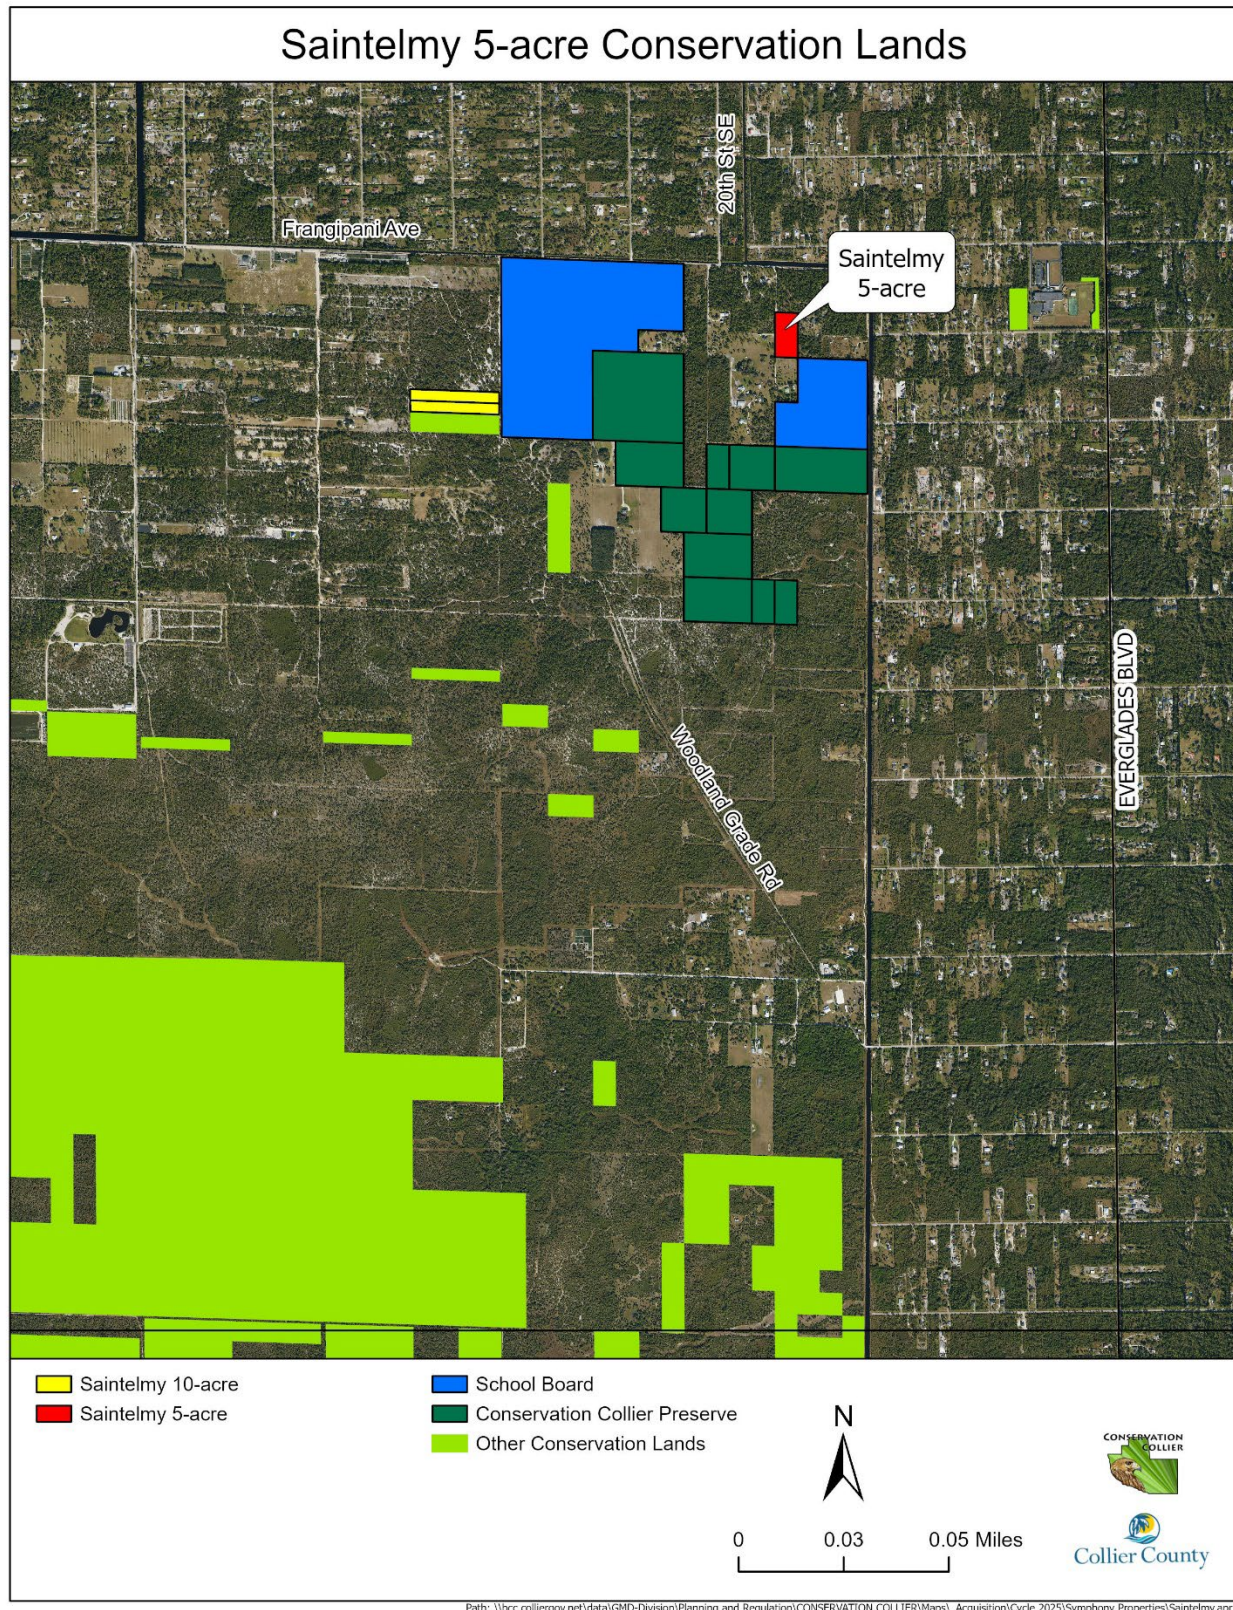 Saintelmy 5-acre Conservation Lands
20th St SE
Frangipani Ave
Saintelmy
5-acre
EVERGLADES BLVD
Woodland Grade Rd
Saintelmy 10-acre
Saintelmy 5-acre
School Board
Conservation Collier Preserve
Other Conservation Lands
N
0 0.03 0.05 Miles
CONSERVATION
COLLIER
Collier County